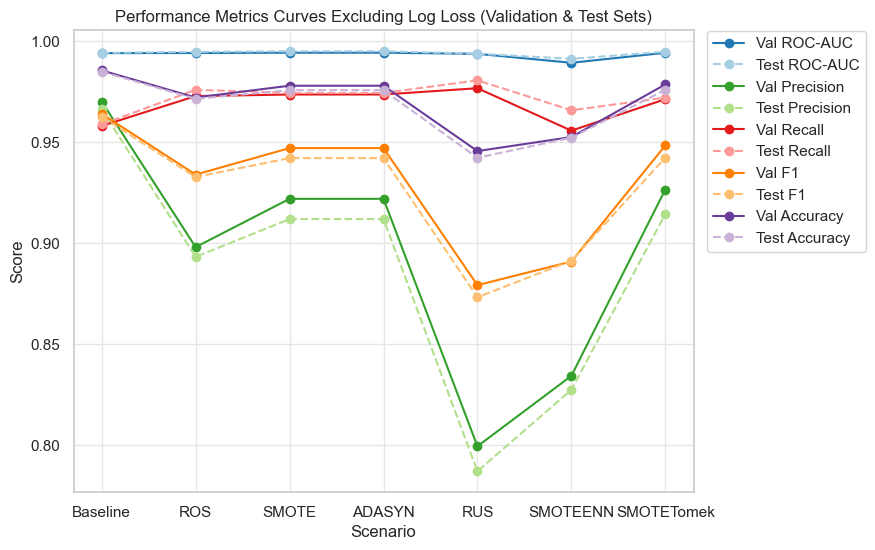 Performance Metrics Curves Excluding Log Loss (Validation & Test Sets)
1.00
0.95
0.90
0.85
0.80
Score
Baseline ROS SMOTE ADASYN RUS SMOTEENN SMOTETomek
Scenario
Val ROC-AUC
Test ROC-AUC
Val Precision
Test Precision
Val Recall
Test Recall
Val F1
Test F1
Val Accuracy
Test Accuracy